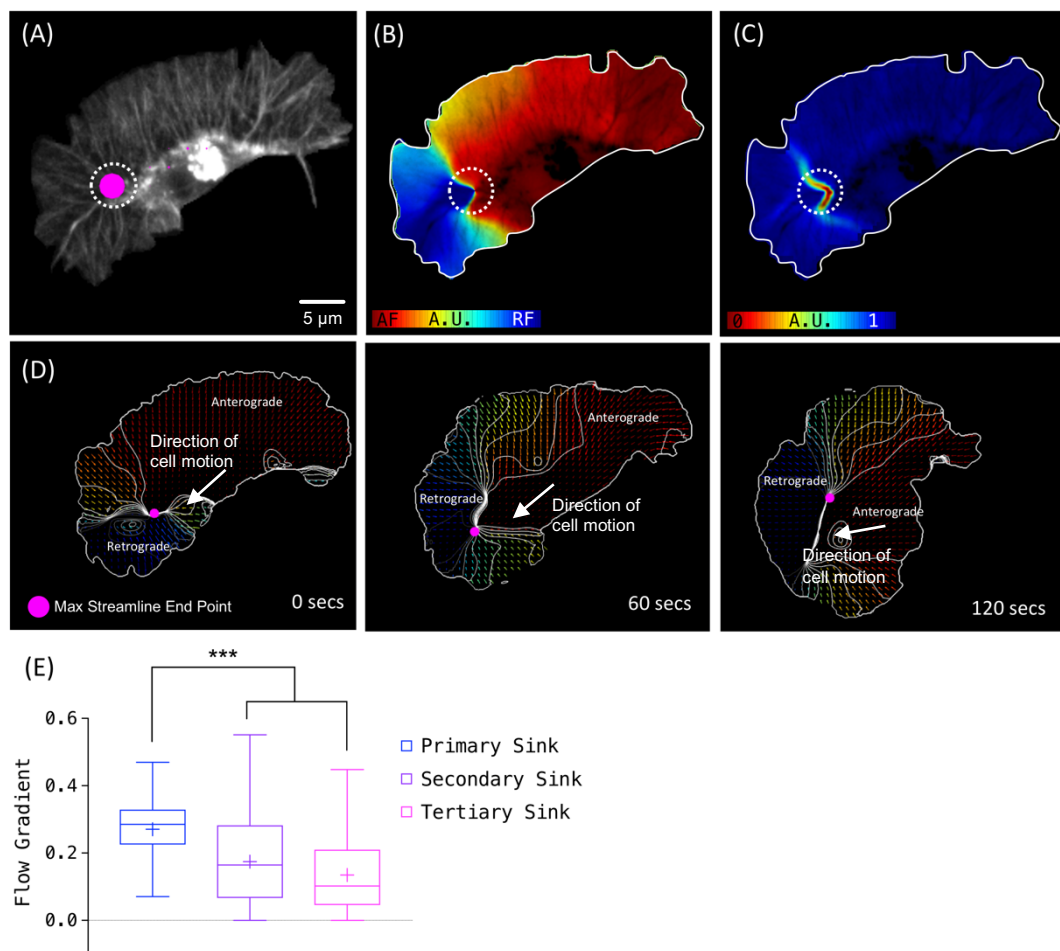 (A)
5 μm
(B)
AF A.U. RF
(C)
0 A.U. 1
(D)
Anterograde
Direction of
cell motion
Retrograde
Max Streamline End Point
0 secs
Anterograde
Retrograde
Direction of
cell motion
60 secs
Retrograde
Anterograde
Direction of
cell motion
120 secs
(E)
***
0.6
0.4
0.2
0.0
Flow Gradient
Primary Sink
Secondary Sink
Tertiary Sink